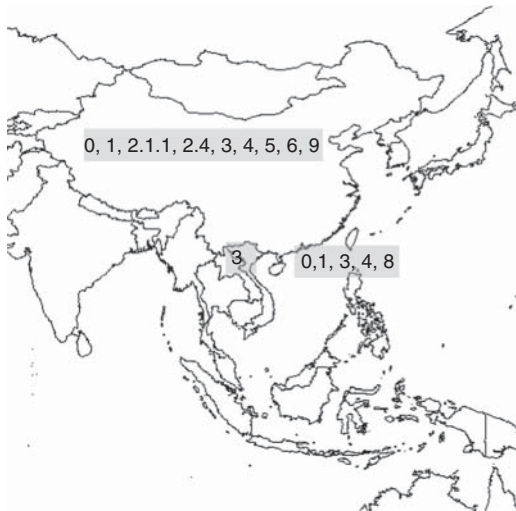 0, 1, 2.1.1, 2.4, 3, 4, 5, 6, 9
3
0,1, 3, 4, 8